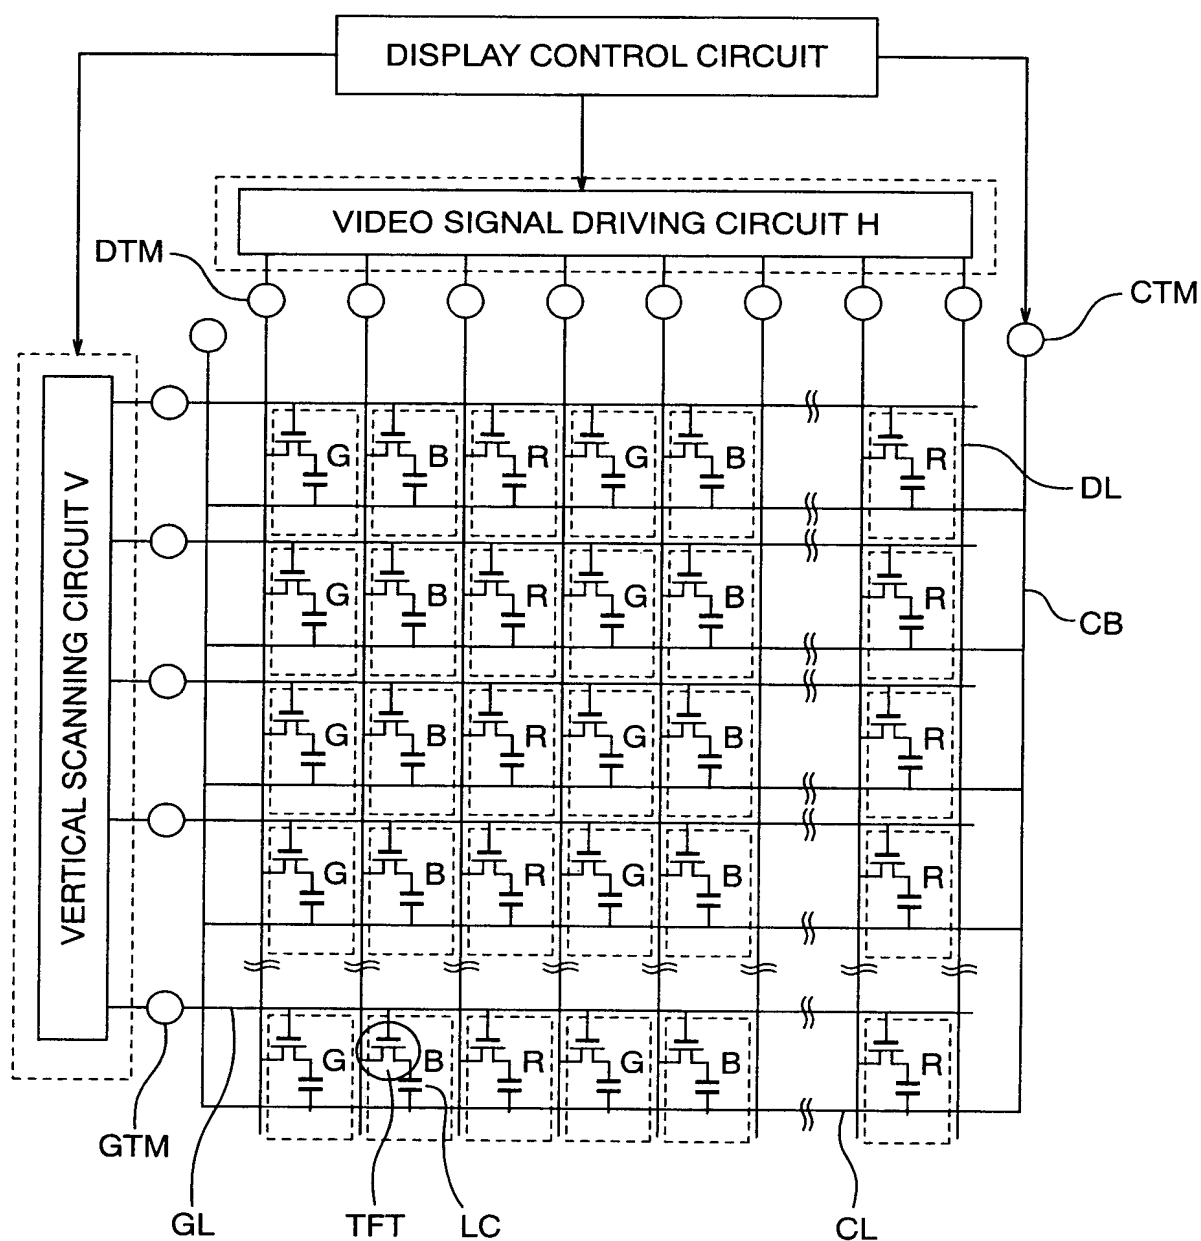 DISPLAY CONTROL CIRCUIT
VIDEO SIGNAL DRIVING CIRCUIT H
DTM
CTM
VERTICAL SCANNING CIRCUIT V
G B R G B R
DL
G B R G B R
CB
G B R G B R
G B R G B R
G B R G B R
GTM
GL TFT LC CL